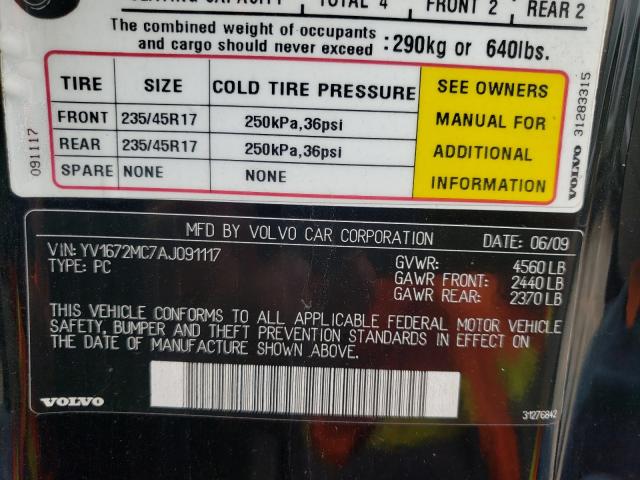 SEATING CAPACITY TOTAL 4 FRONT 2 REAR 2
The combined weight of occupants
and cargo should never exceed :290kg or 640lbs.
TIRE SIZE COLD TIRE PRESSURE
FRONT 235/45R17 250kPa,36psi
REAR 235/45R17 250kPa,36psi
SPARE NONE NONE
SEE OWNERS
MANUAL FOR
ADDITIONAL
INFORMATION
091117
VOLVO 31283315
MFD BY VOLVO CAR CORPORATION DATE: 06/09
VIN: YV1672MC7AJ091117
TYPE: PC
GVWR: 4560 LB
GAWR FRONT: 2440 LB
GAWR REAR: 2370 LB
THIS VEHICLE CONFORMS TO ALL APPLICABLE FEDERAL MOTOR VEHICLE
SAFETY, BUMPER AND THEFT PREVENTION STANDARDS IN EFFECT ON
THE DATE OF MANUFACTURE SHOWN ABOVE.
VOLVO 31276842